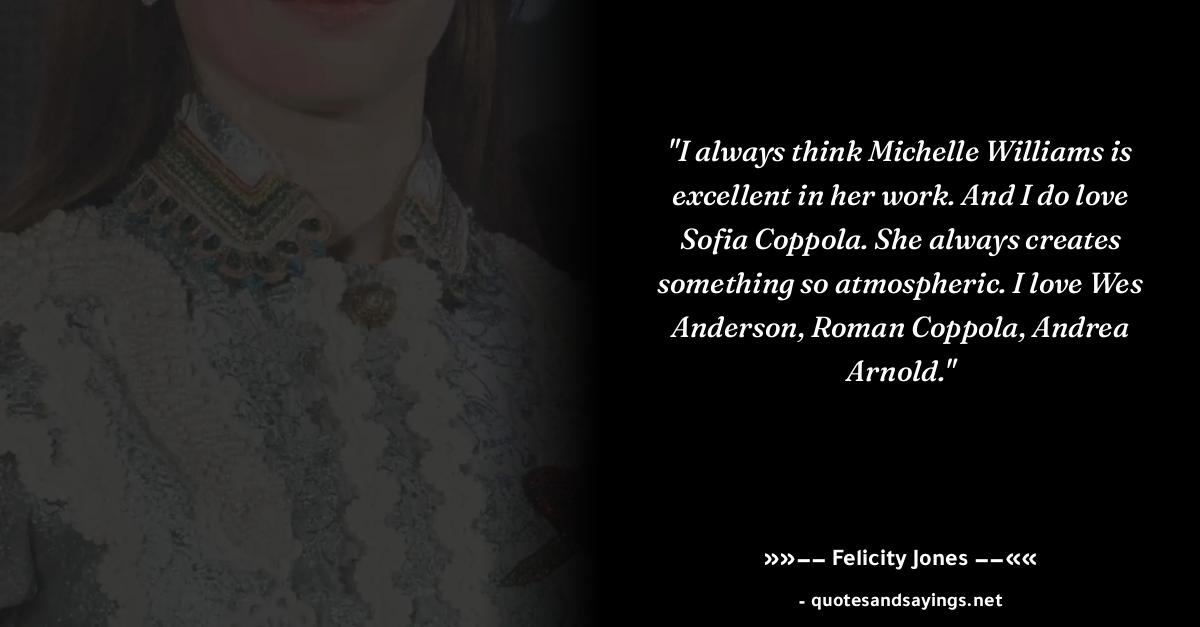 "I always think Michelle Williams is
excellent in her work. And I do love
Sofia Coppola. She always creates
something so atmospheric. I love Wes
Anderson, Roman Coppola, Andrea
Arnold."
»»−− Felicity Jones −−««
- quotesandsayings.net